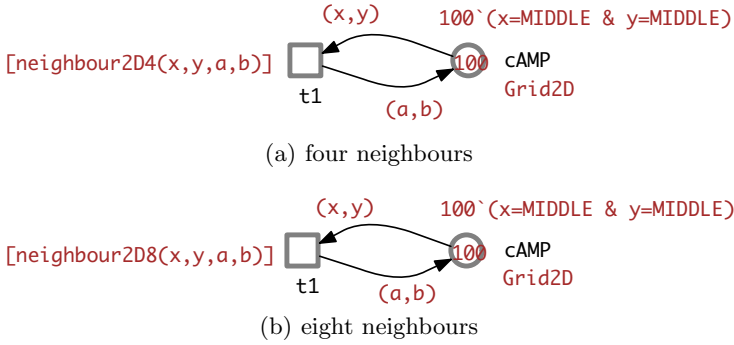 (x,y)
100`(x=MIDDLE & y=MIDDLE)
[neighbour2D4(x,y,a,b)]
100
cAMP
t1
Grid2D
(a,b)
(a) four neighbours
(x,y)
100`(x=MIDDLE & y=MIDDLE)
[neighbour2D8(x,y,a,b)]
100
cAMP
t1
Grid2D
(a,b)
(b) eight neighbours